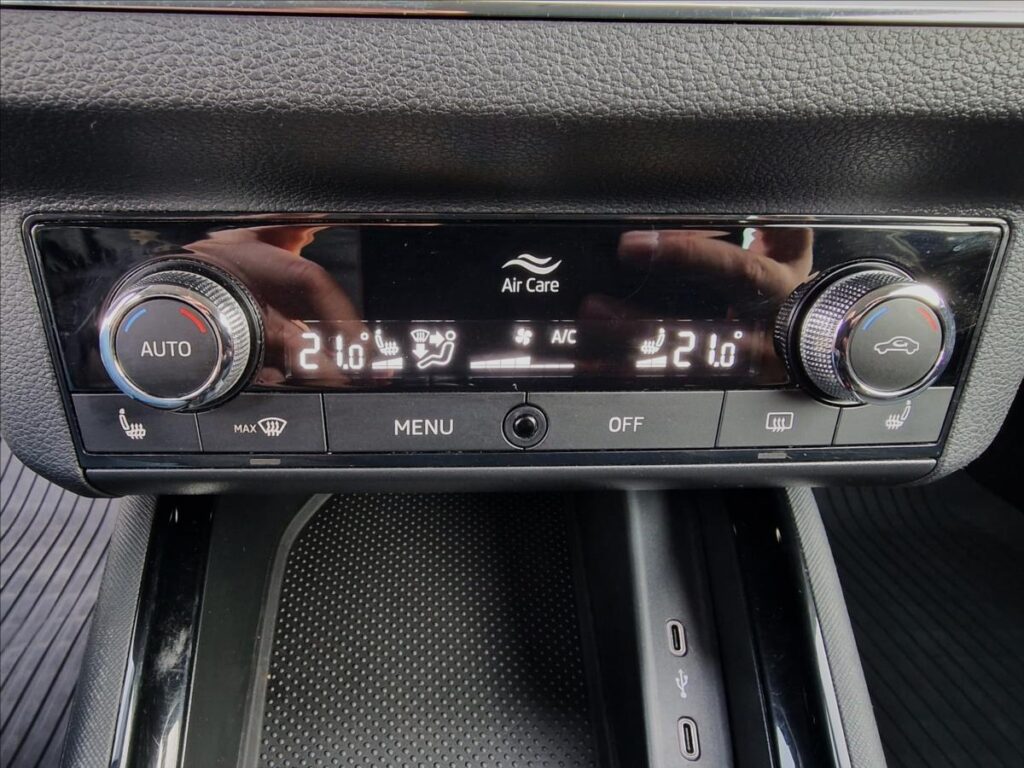 Air Care
AUTO
21.0°
A/C
21.0°
MAX
MENU
OFF